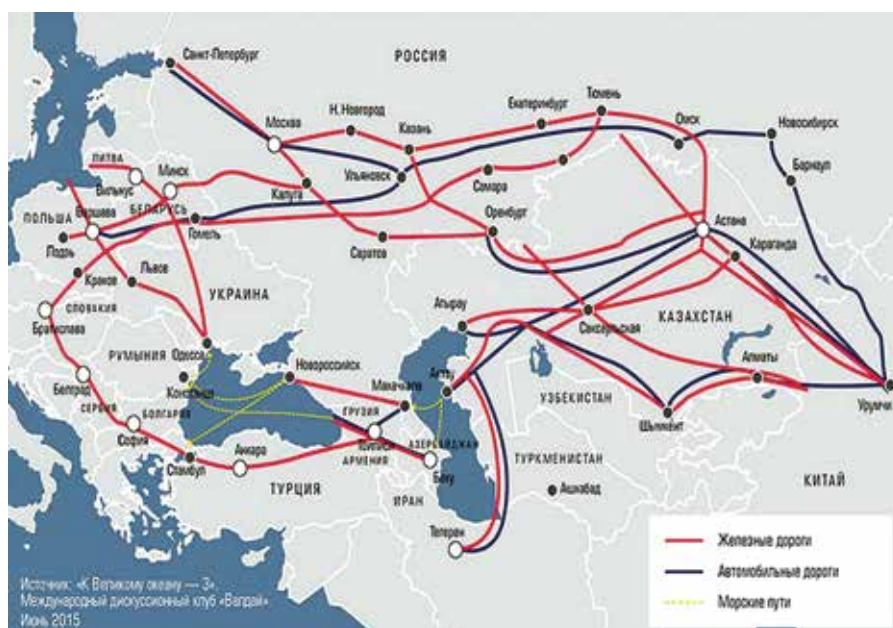 Санкт-Петербург
РОССИЯ
Москва
Н. Новгород
Казань
Екатеринбург
Тюмень
Омск
Новосибирск
Барнаул
ЛИТВА
Вильнюс
Минск
Ульяновск
Самара
Калуга
ПОЛЬША
Варшава
БЕЛАРУСЬ
Гомель
Лодзь
Оренбург
Саратов
Астана
Караганда
Краков
Львов
УКРАИНА
СЛОВАКИЯ
Братислава
Атырау
КАЗАХСТАН
РУМЫНИЯ
Одесса
Констанца
Новороссийск
Махачкала
Актау
Алматы
УЗБЕКИСТАН
Урумчи
Белград
СЕРБИЯ
БОЛГАРИЯ
София
ГРУЗИЯ
Тбилиси
АЗЕРБАЙДЖАН
АРМЕНИЯ
Баку
Шымкент
Стамбул
Анкара
ТУРЦИЯ
ТУРКМЕНИСТАН
Ашхабад
ИРАН
Тегеран
КИТАЙ
Железные дороги
Автомобильные дороги
Морские пути
Источник: «К Великому океану — 3».
Международный дискуссионный клуб «Валдай».
Июнь 2015